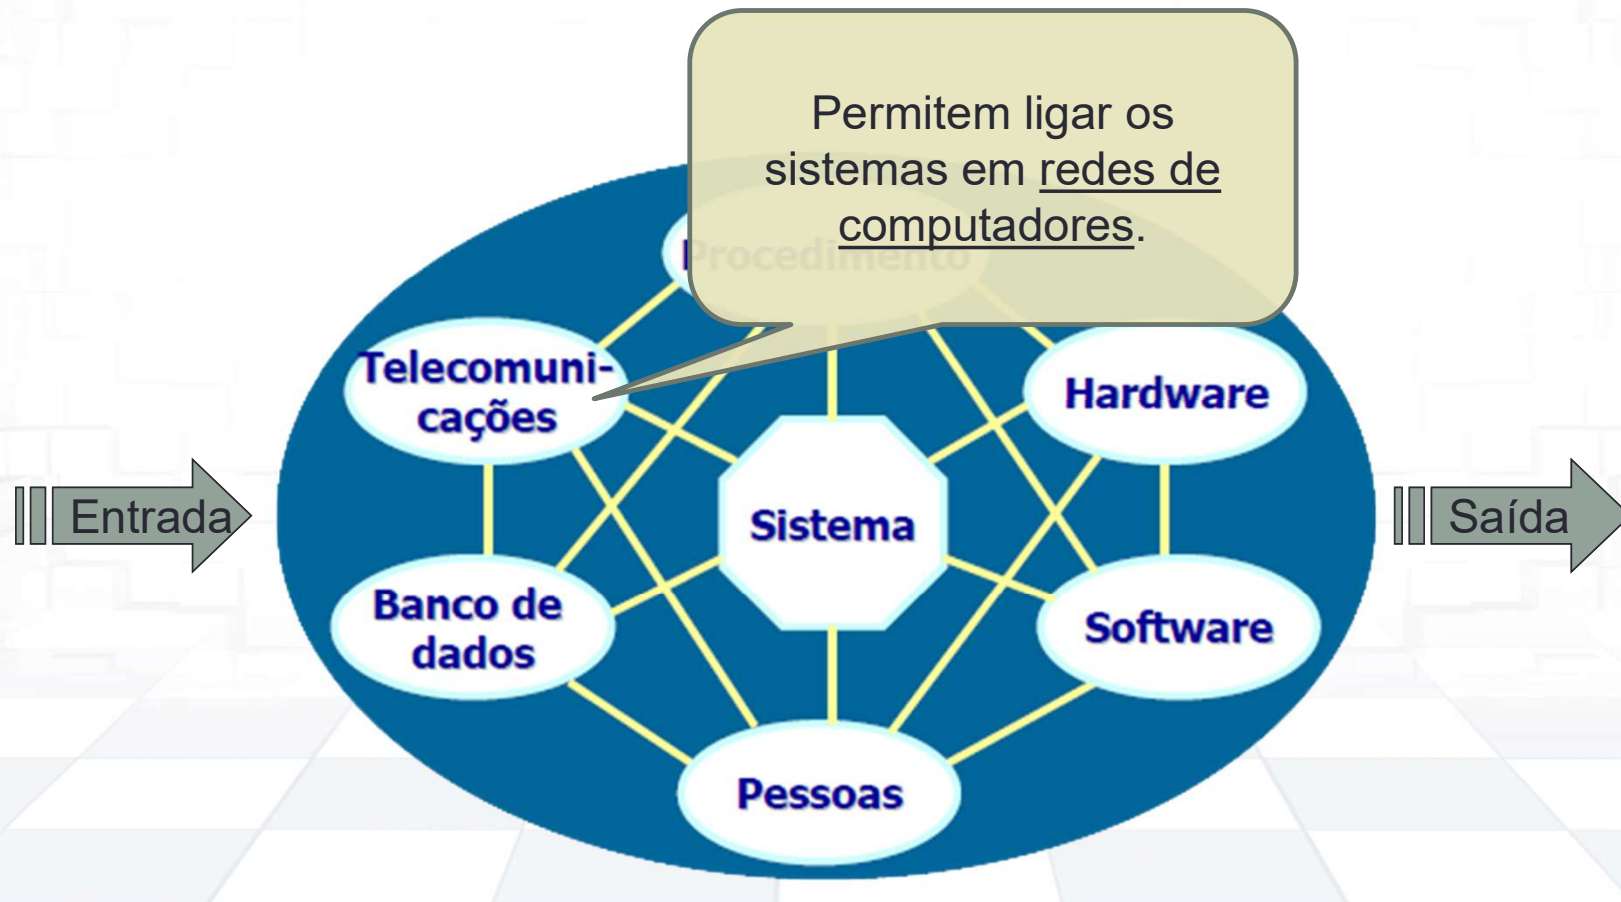 Permitem ligar os
sistemas em redes de
computadores.
Procedimento
Telecomuni-
cações
Hardware
Entrada
Sistema
Saída
Banco de
dados
Software
Pessoas